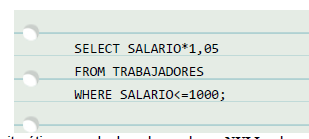 SELECT SALARIO*1,05
FROM TRABAJADORES
WHERE SALARIO<=1000;